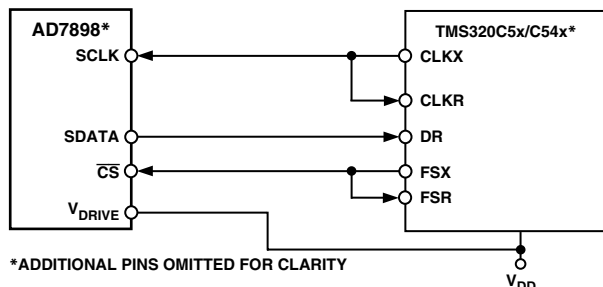 AD7898*
SCLK
SDATA
CS
VDRIVE
TMS320C5x/C54x*
CLKX
CLKR
DR
FSX
FSR
*ADDITIONAL PINS OMITTED FOR CLARITY
VDD